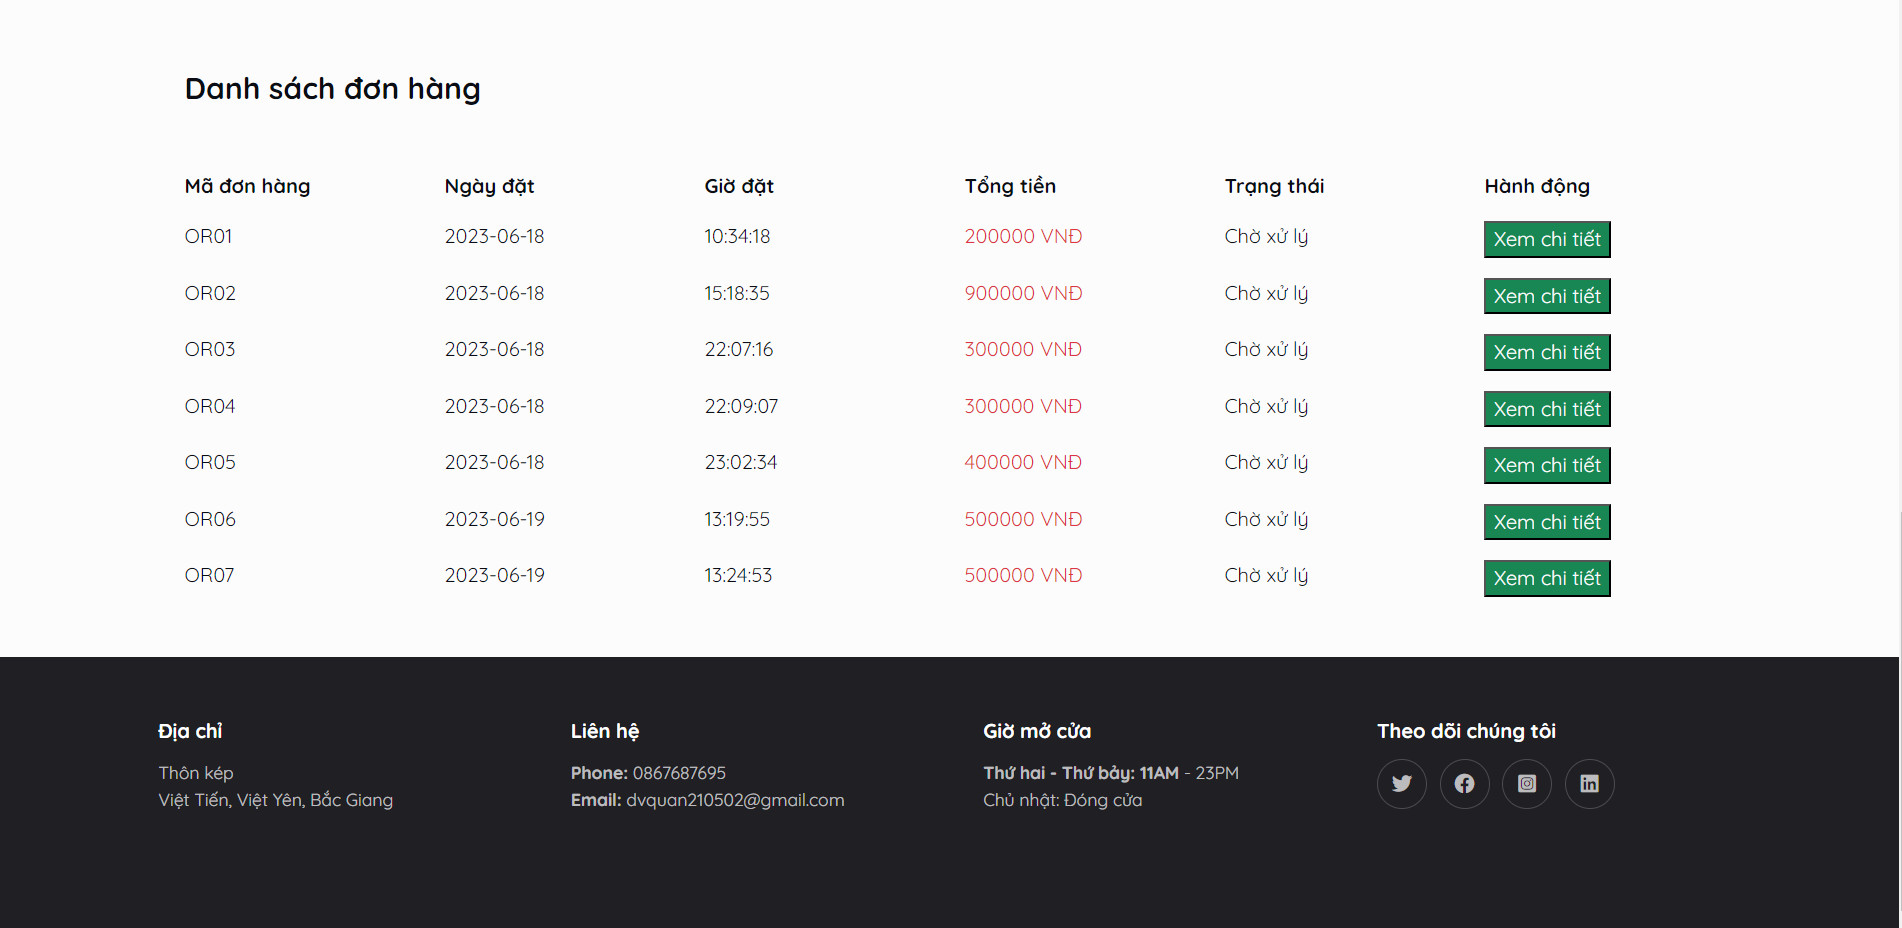 Danh sách đơn hàng
Mã đơn hàng Ngày đặt Giờ đặt Tổng tiền Trạng thái Hành động
OR01 2023-06-18 10:34:18 200000 VNĐ Chờ xử lý Xem chi tiết
OR02 2023-06-18 15:18:35 900000 VNĐ Chờ xử lý Xem chi tiết
OR03 2023-06-18 22:07:16 300000 VNĐ Chờ xử lý Xem chi tiết
OR04 2023-06-18 22:09:07 300000 VNĐ Chờ xử lý Xem chi tiết
OR05 2023-06-18 23:02:34 400000 VNĐ Chờ xử lý Xem chi tiết
OR06 2023-06-19 13:19:55 500000 VNĐ Chờ xử lý Xem chi tiết
OR07 2023-06-19 13:24:53 500000 VNĐ Chờ xử lý Xem chi tiết
Địa chỉ
Thôn kép
Việt Tiến, Việt Yên, Bắc Giang
Liên hệ
Phone: 0867687695
Email: dvquan210502@gmail.com
Giờ mở cửa
Thứ hai - Thứ bảy: 11AM - 23PM
Chủ nhật: Đóng cửa
Theo dõi chúng tôi